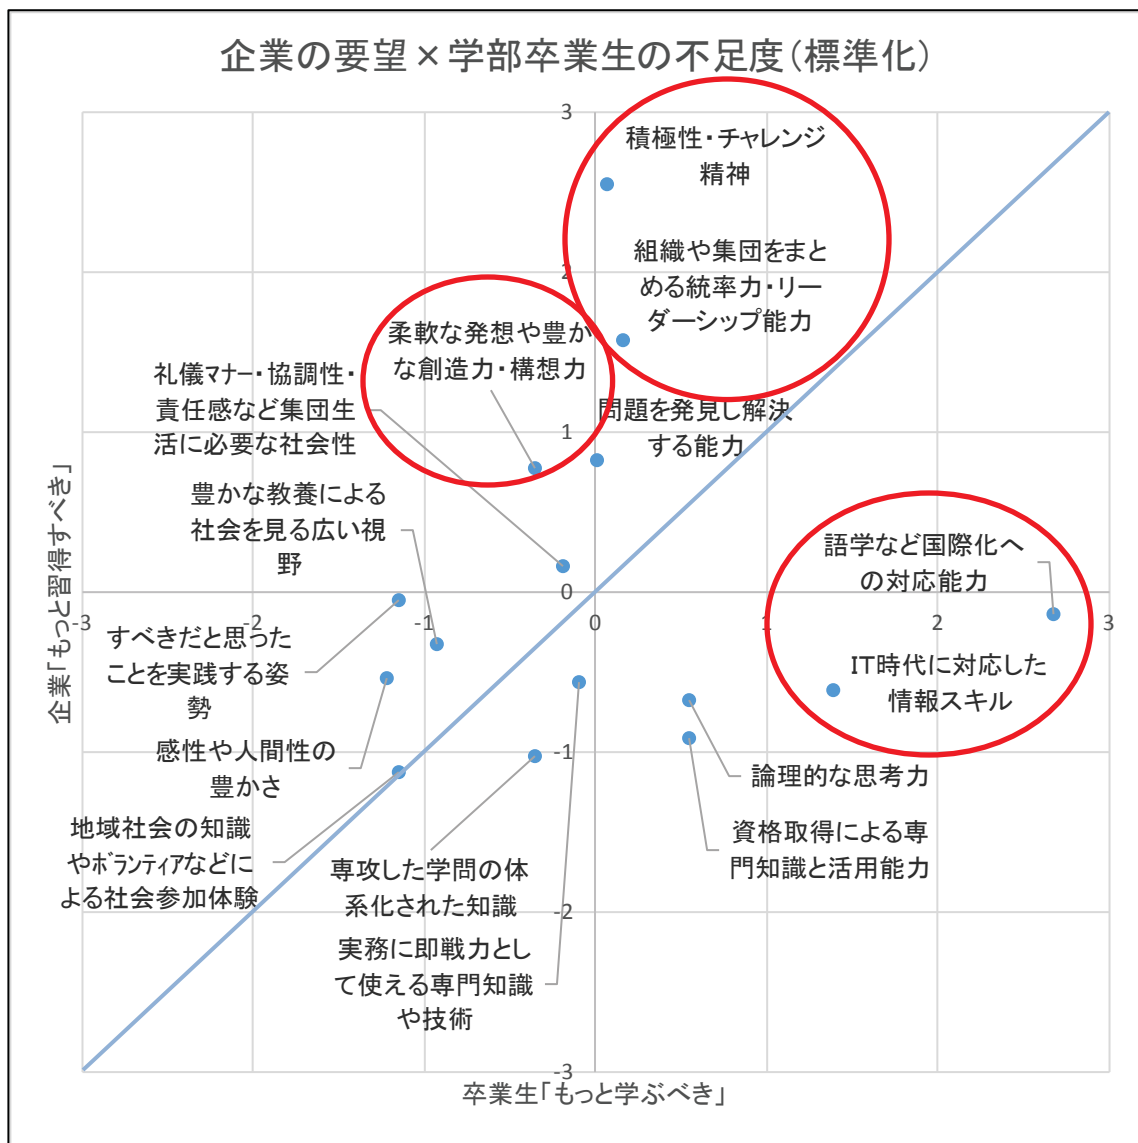 企業の要望×学部卒業生の不足度(標準化)
3
積極性・チャレンジ
精神
組織や集団をまと
める統率力・リー
ダーシップ能力
2
柔軟な発想や豊か
な創造力・構想力
礼儀マナー・協調性・
責任感など集団生
活に必要な社会性
問題を発見し解決
する能力
1
豊かな教養による
社会を見る広い視
野
語学など国際化へ
の対応能力
0
-3
-2
-1
0
1
2
3
すべきだと思った
ことを実践する姿
勢
IT時代に対応した
情報スキル
感性や人間性の
豊かさ
-1
論理的な思考力
地域社会の知識
やボランティアなどに
よる社会参加体験
資格取得による専
門知識と活用能力
専攻した学問の体
系化された知識
-2
実務に即戦力とし
て使える専門知識
や技術
-3
企業「もっと習得すべき」
卒業生「もっと学ぶべき」